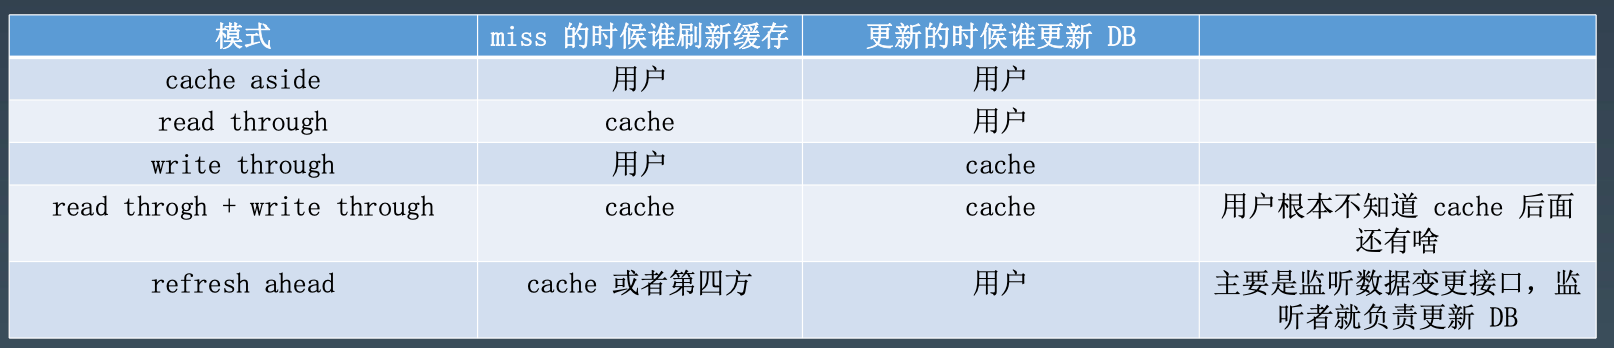 模式 miss 的时候谁刷新缓存 更新的时候谁更新 DB
cache aside 用户 用户
read through cache 用户
write through 用户 cache
read throgh + write through cache cache 用户根本不知道 cache 后面
还有啥
refresh ahead cache 或者第四方 用户 主要是监听数据变更接口，监
听者就负责更新 DB